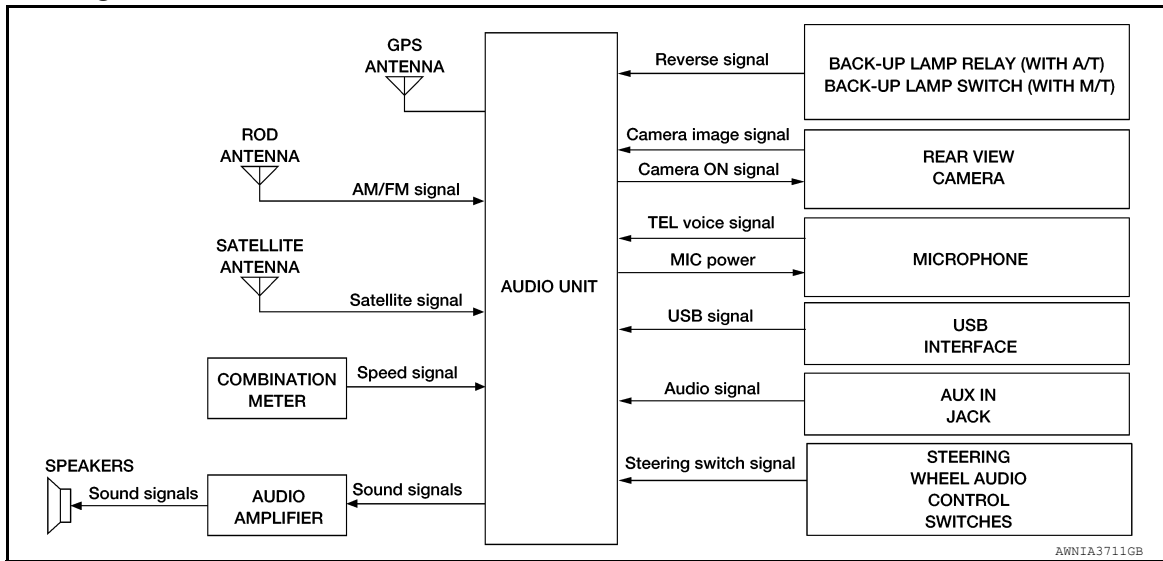 GPS
ANTENNA
ROD
ANTENNA
AM/FM signal
SATELLITE
ANTENNA
Satellite signal
COMBINATION
METER
Speed signal
SPEAKERS
Sound signals
AUDIO
AMPLIFIER
Sound signals
AUDIO UNIT
Reverse signal
BACK-UP LAMP RELAY (WITH A/T)
BACK-UP LAMP SWITCH (WITH M/T)
Camera image signal
Camera ON signal
REAR VIEW
CAMERA
TEL voice signal
MIC power
MICROPHONE
USB signal
USB
INTERFACE
Audio signal
AUX IN
JACK
Steering switch signal
STEERING
WHEEL AUDIO
CONTROL
SWITCHES
AWNIA3711GB